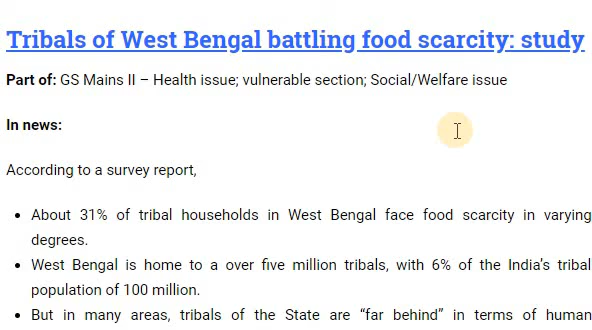 Tribals of West Bengal battling food scarcity: study
Part of: GS Mains II – Health issue; vulnerable section; Social/Welfare issue
In news:
According to a survey report,
• About 31% of tribal households in West Bengal face food scarcity in varying
degrees.
• West Bengal is home to a over five million tribals, with 6% of the India's tribal
population of 100 million.
• But in many areas, tribals of the State are “far behind” in terms of human